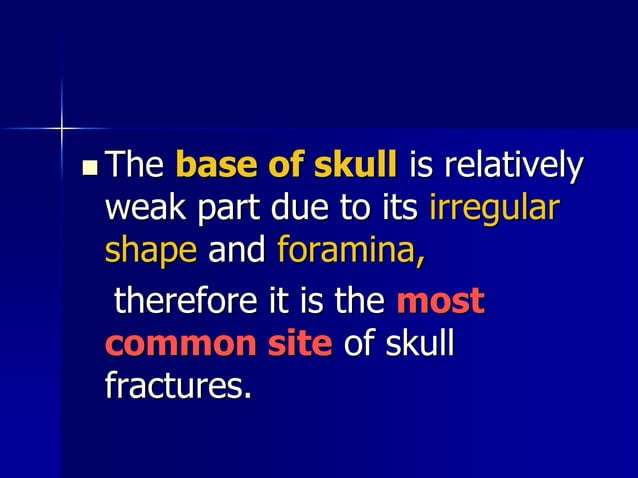 The base of skull is relatively
weak part due to its irregular
shape and foramina,
therefore it is the most
common site of skull
fractures.